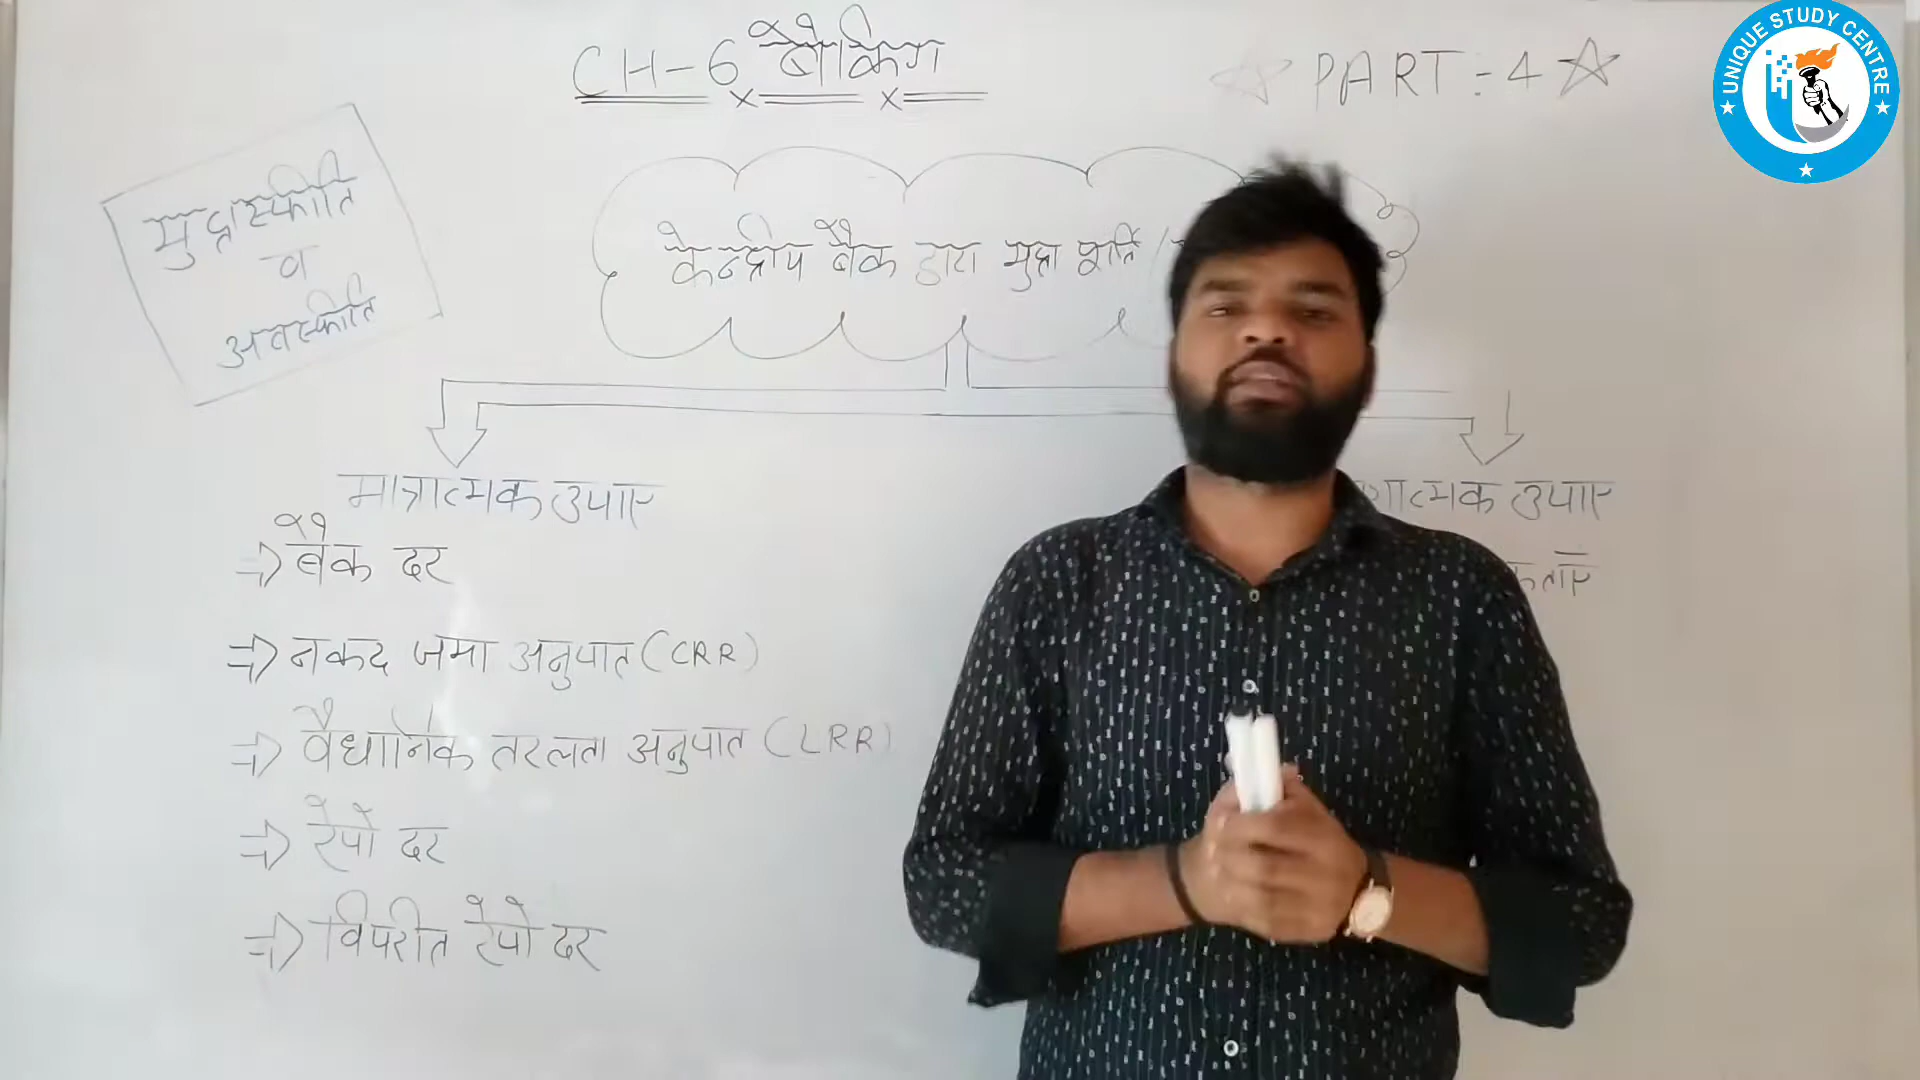 CH-6 बैंकिंग
PART:-4
UNIQUE STUDY CENTRE
मुद्रास्फीति
व
अवस्फीति
केन्द्रीय बैंक द्वारा मुद्रा पूर्ति /
मात्रात्मक उपाए
त्मक उपाए
=> बैंक दर
=> नकद जमा अनुपात (CRR)
=> वैधानिक तरलता अनुपात (LRR)
=> रेपो दर
=> विपरीत रेपो दर